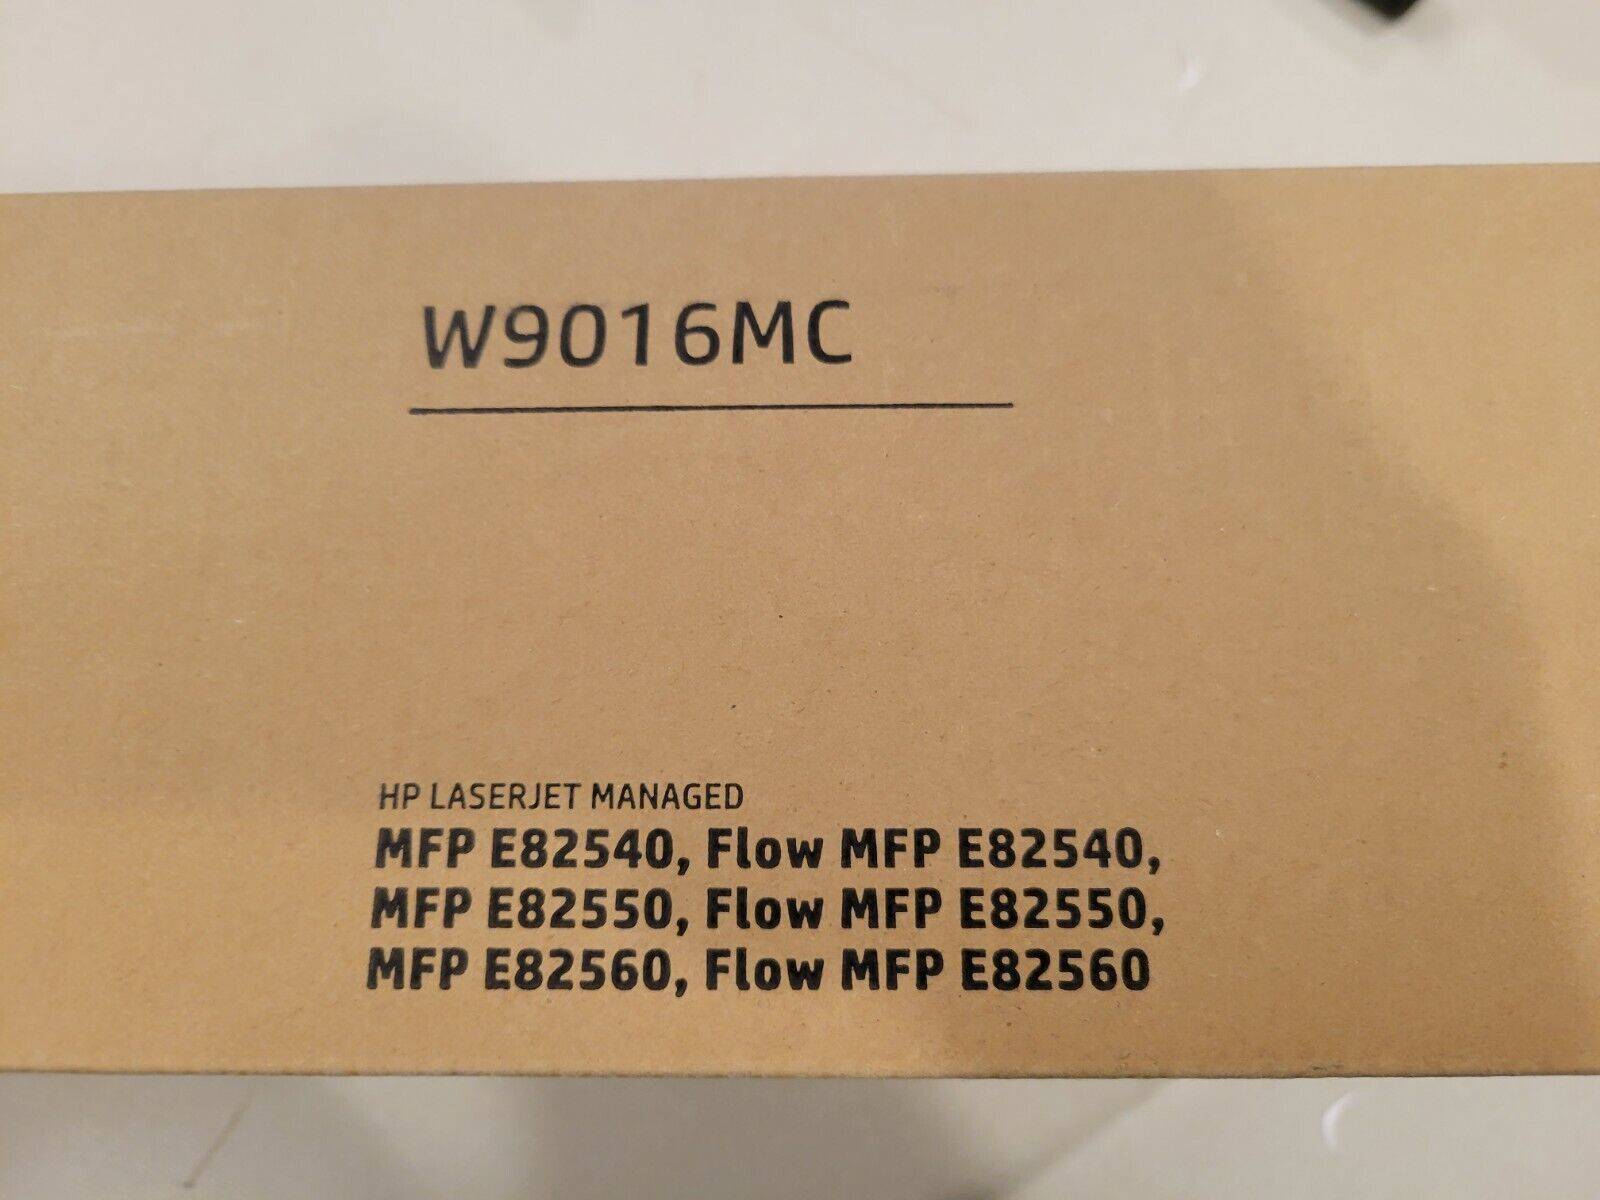 W9016MC
HP LASERJET MANAGED
MFP E82540, Flow MFP E82540,
MFP E82550, Flow MFP E82550,
MFP E82560, Flow MFP E82560